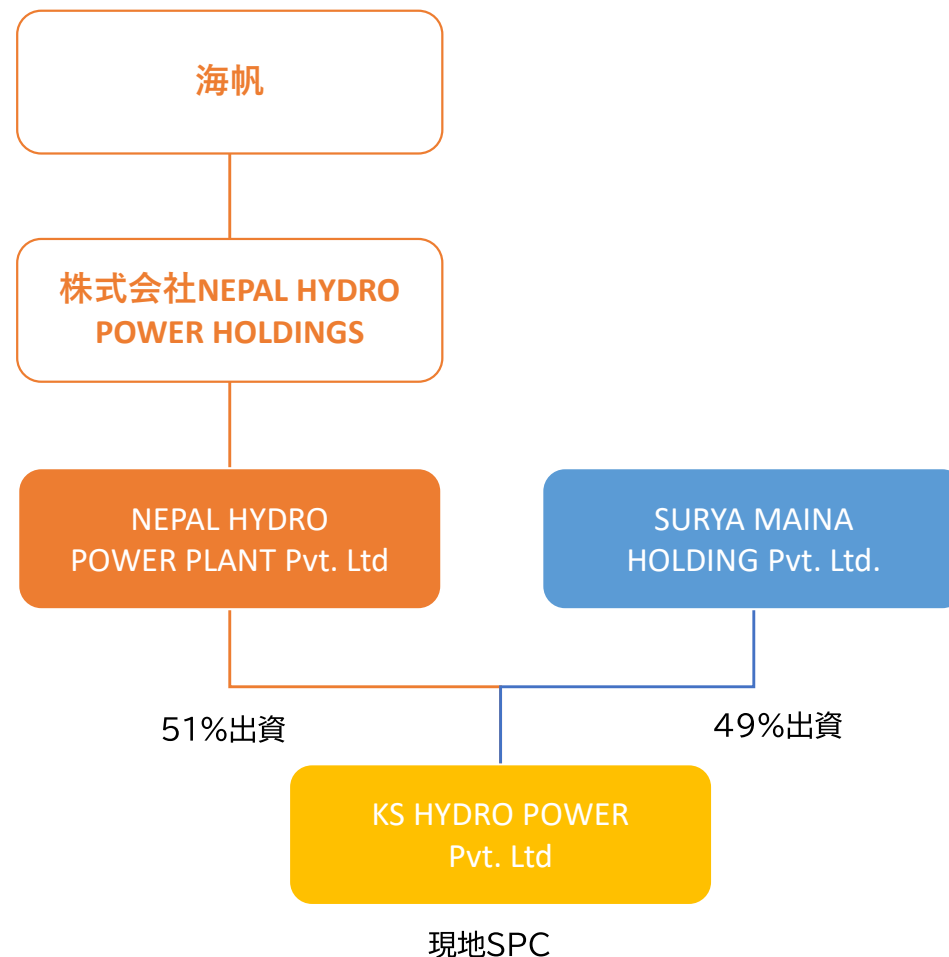 海帆
株式会社NEPAL HYDRO
POWER HOLDINGS
NEPAL HYDRO
POWER PLANT Pvt. Ltd
SURYA MAINA
HOLDING Pvt. Ltd.
51%出資
49%出資
KS HYDRO POWER
Pvt. Ltd
現地SPC